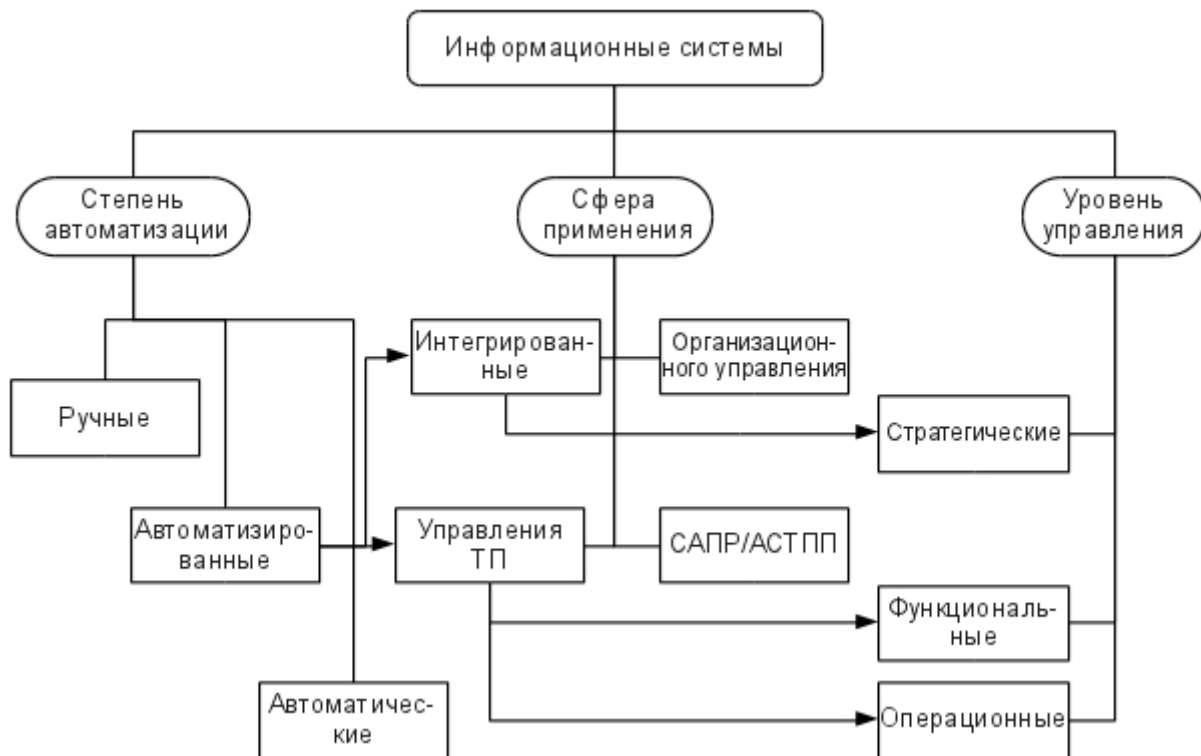 Информационные системы
Степень
автоматизации
Сфера
применения
Уровень
управления
Интегрирован-
ные
Организацион-
ного управления
Ручные
Стратегические
Автоматизиро-
ванные
Управления
ТП
САПР/АСТПП
Функциональ-
ные
Автоматичес-
кие
Операционные